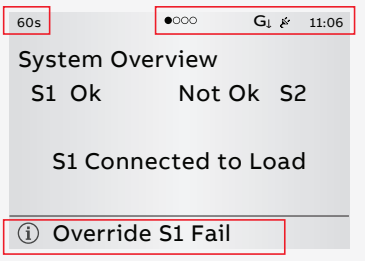 60s G↓ 11:06
System Overview
S1 Ok Not Ok S2
S1 Connected to Load
Override S1 Fail